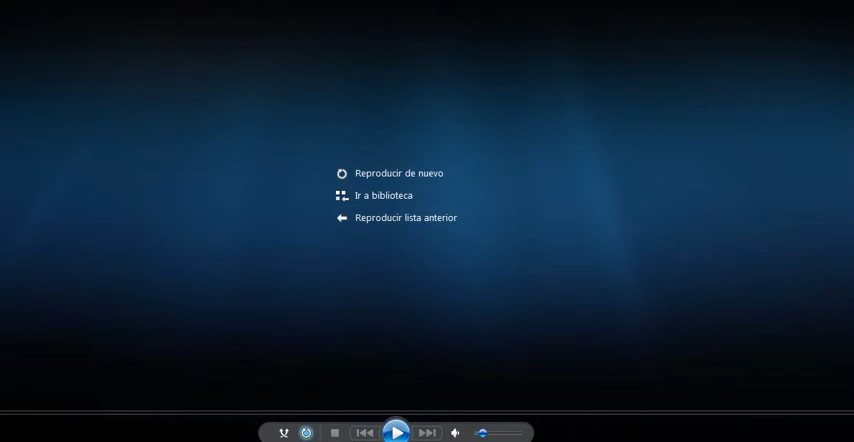 Reproducir de nuevo
Ir a biblioteca
Reproducir lista anterior